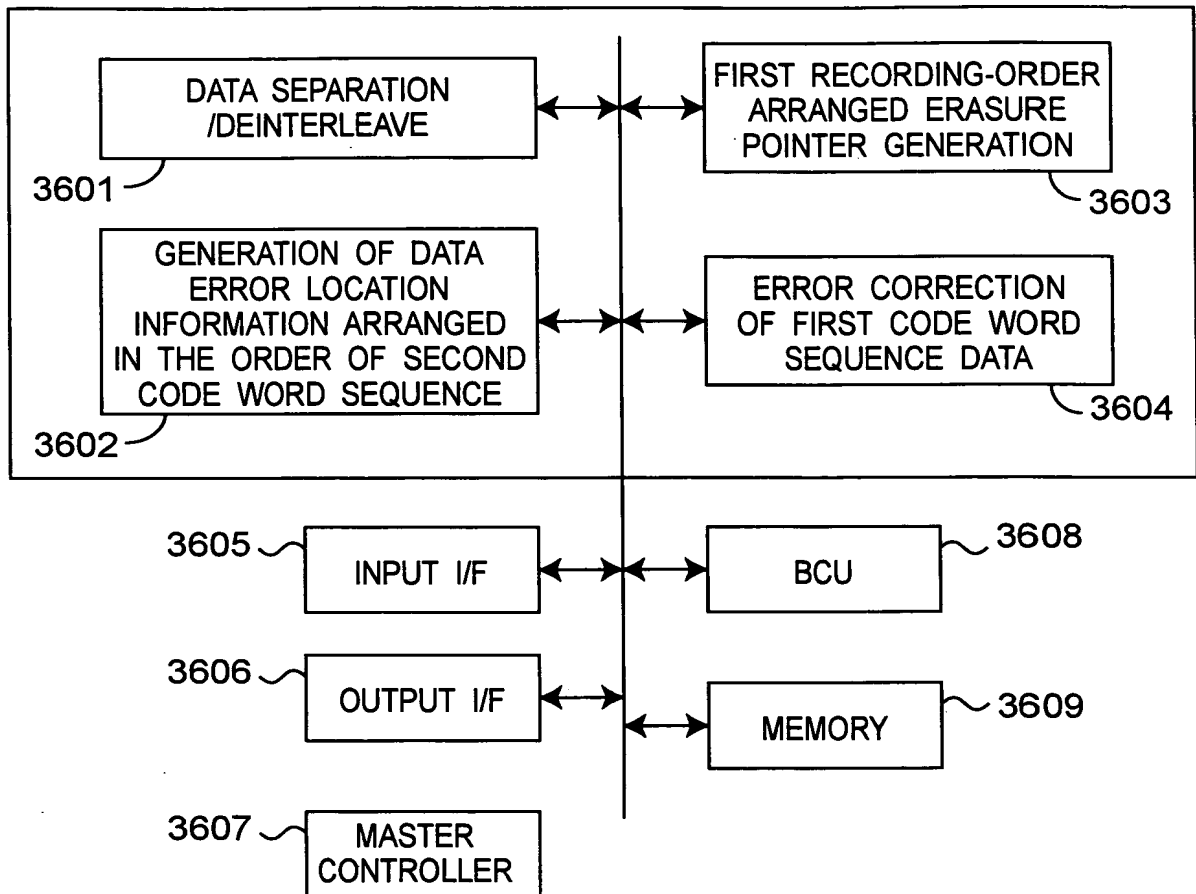 DATA SEPARATION
/DEINTERLEAVE
3601
FIRST RECORDING-ORDER
ARRANGED ERASURE
POINTER GENERATION
3603
GENERATION OF DATA
ERROR LOCATION
INFORMATION ARRANGED
IN THE ORDER OF SECOND
CODE WORD SEQUENCE
3602
ERROR CORRECTION
OF FIRST CODE WORD
SEQUENCE DATA
3604
3605
INPUT I/F
BCU
3608
3606
OUTPUT I/F
MEMORY
3609
3607
MASTER
CONTROLLER